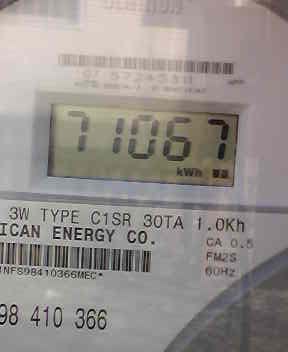 71067
kWh
3W TYPE C1SR 30TA 1.0Kh
ICAN ENERGY CO.
CA 0.5
FM2S
60Hz
1NFS98410366MEC*
98 410 366